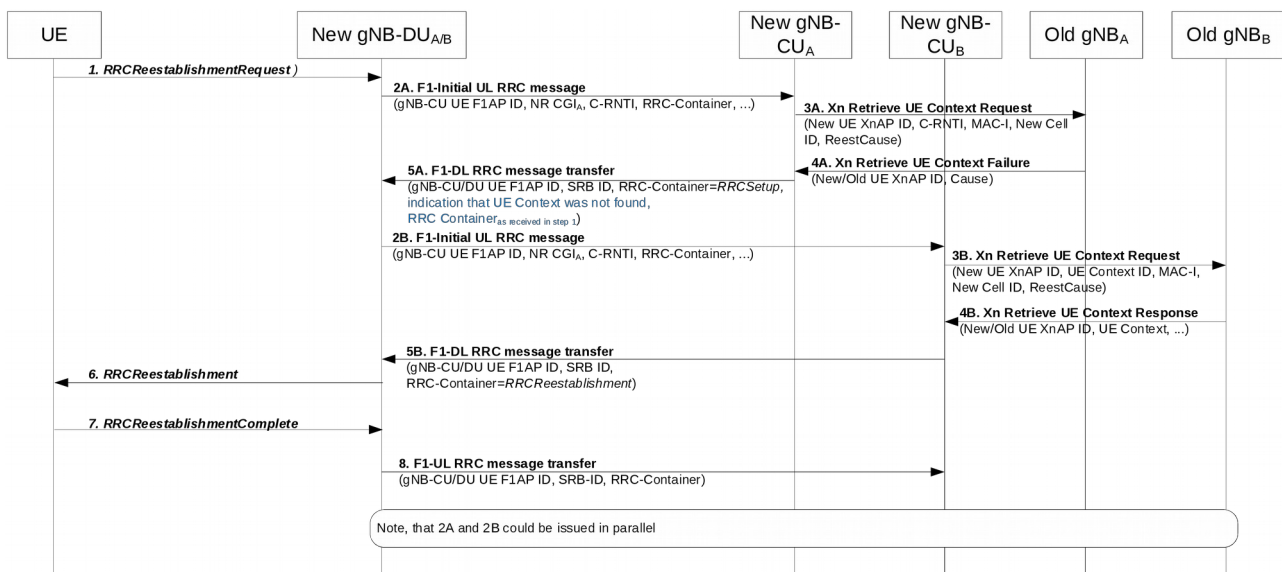 UE
New gNB-DUA/B
New gNB-
CUA
New gNB-
CUB
Old gNBA
Old gNBB
1. RRCReestablishmentRequest )
2A. F1-Initial UL RRC message
(gNB-CU UE F1AP ID, NR CGIA, C-RNTI, RRC-Container, ...)
3A. Xn Retrieve UE Context Request
(New UE XnAP ID, C-RNTI, MAC-I, New Cell
ID, ReestCause)
4A. Xn Retrieve UE Context Failure
(New/Old UE XnAP ID, Cause)
5A. F1-DL RRC message transfer
(gNB-CU/DU UE F1AP ID, SRB ID, RRC-Container=RRCSetup,
indication that UE Context was not found,
RRC Containeras received in step 1)
2B. F1-Initial UL RRC message
(gNB-CU UE F1AP ID, NR CGIA, C-RNTI, RRC-Container, ...)
3B. Xn Retrieve UE Context Request
(New UE XnAP ID, UE Context ID, MAC-I,
New Cell ID, ReestCause)
4B. Xn Retrieve UE Context Response
(New/Old UE XnAP ID, UE Context, ...)
5B. F1-DL RRC message transfer
(gNB-CU/DU UE F1AP ID, SRB ID,
RRC-Container=RRCReestablishment)
6. RRCReestablishment
7. RRCReestablishmentComplete
8. F1-UL RRC message transfer
(gNB-CU/DU UE F1AP ID, SRB-ID, RRC-Container)
Note, that 2A and 2B could be issued in parallel